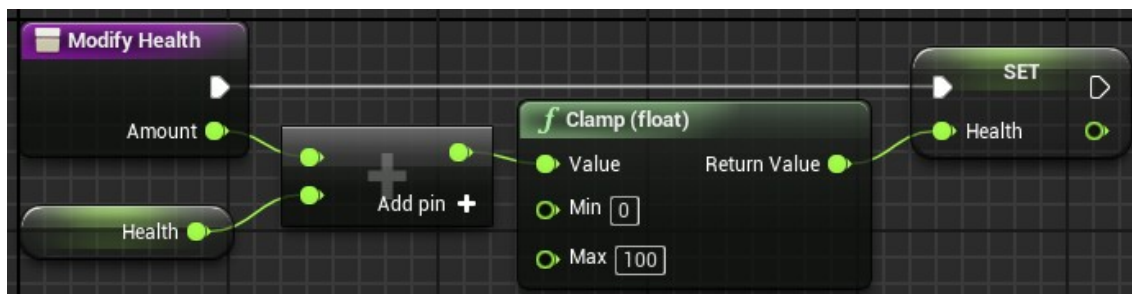 Modify Health
Amount
Health
Add pin
f Clamp (float)
Value
Return Value
Min 0
Max 100
SET
Health